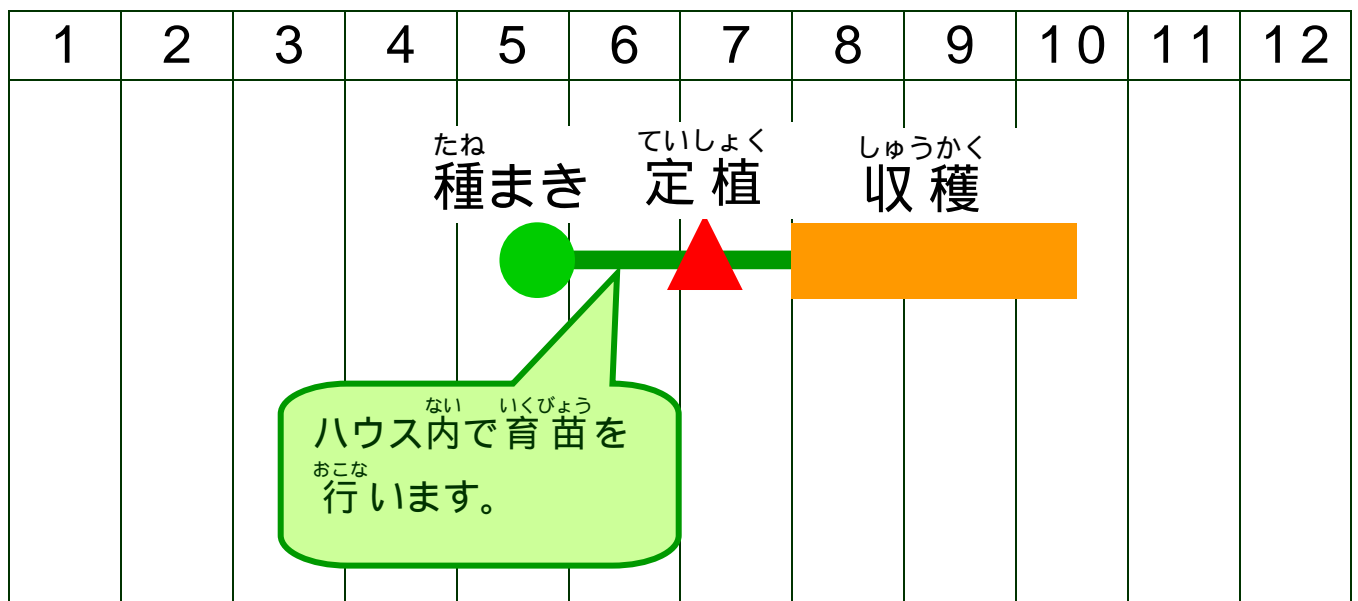 1 2 3 4 5 6 7 8 9 10 11 12
たね ていしょく しゅうかく
種まき 定植 収穫
ない いくびょう
ハウス内で育苗を
おこな
行います。